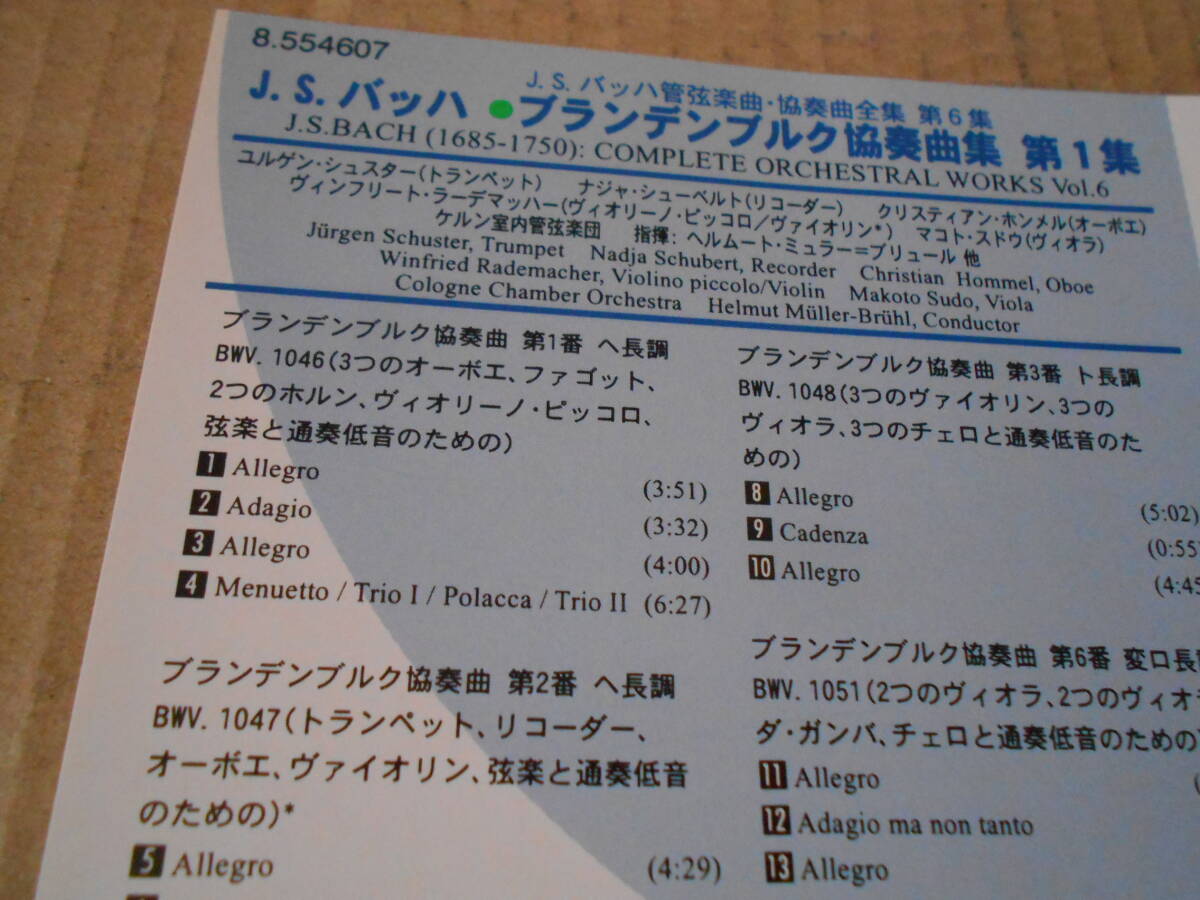 8.554607
J. S. バッハ管弦楽曲・協奏曲全集 第6集
J. S. バッハ ●ブランデンブルク協奏曲集 第1集
J.S.BACH (1685-1750): COMPLETE ORCHESTRAL WORKS Vol.6
ユルゲン・シュスター(トランペット) ナジャ・シューベルト(リコーダー) クリスティアン・ホンメル(オーボエ)
ヴィンフリート・ラーデマッハー(ヴィオリーノ・ピッコロ/ヴァイオリン*) マコト・スドウ(ヴィオラ)
ケルン室内管弦楽団 指揮: ヘルムート・ミュラー=ブリュール 他
Jürgen Schuster, Trumpet Nadja Schubert, Recorder Christian Hommel, Oboe
Winfried Rademacher, Violino piccolo/Violin Makoto Sudo, Viola
Cologne Chamber Orchestra Helmut Müller-Brühl, Conductor
ブランデンブルク協奏曲 第1番 ヘ長調
BWV. 1046(3つのオーボエ、ファゴット、
2つのホルン、ヴィオリーノ・ピッコロ、
弦楽と通奏低音のための)
1 Allegro (3:51)
2 Adagio (3:32)
3 Allegro (4:00)
4 Menuetto / Trio I / Polacca / Trio II (6:27)
ブランデンブルク協奏曲 第2番 ヘ長調
BWV. 1047(トランペット、リコーダー、
オーボエ、ヴァイオリン、弦楽と通奏低音
のための)*
5 Allegro (4:29)
ブランデンブルク協奏曲 第3番 ト長調
BWV. 1048(3つのヴァイオリン、3つの
ヴィオラ、3つのチェロと通奏低音のた
めの)
8 Allegro (5:02)
9 Cadenza (0:55
10 Allegro (4:45
ブランデンブルク協奏曲 第6番 変ロ長
BWV. 1051(2つのヴィオラ、2つのヴィオ
ダ・ガンバ、チェロと通奏低音のための
11 Allegro
12 Adagio ma non tanto
13 Allegro